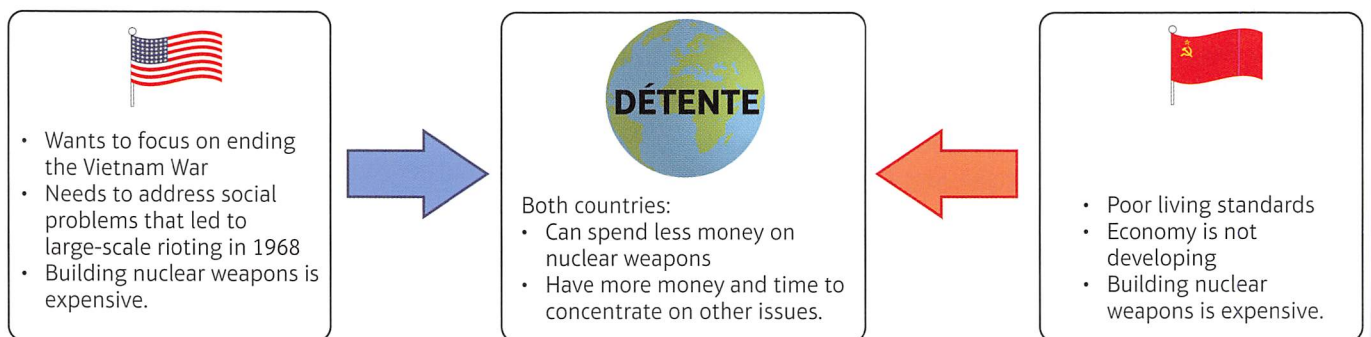 • Wants to focus on ending
the Vietnam War
• Needs to address social
problems that led to
large-scale rioting in 1968
• Building nuclear weapons is
expensive.
DÉTENTE
Both countries:
• Can spend less money on
nuclear weapons
• Have more money and time to
concentrate on other issues.
• Poor living standards
• Economy is not
developing
• Building nuclear
weapons is expensive.